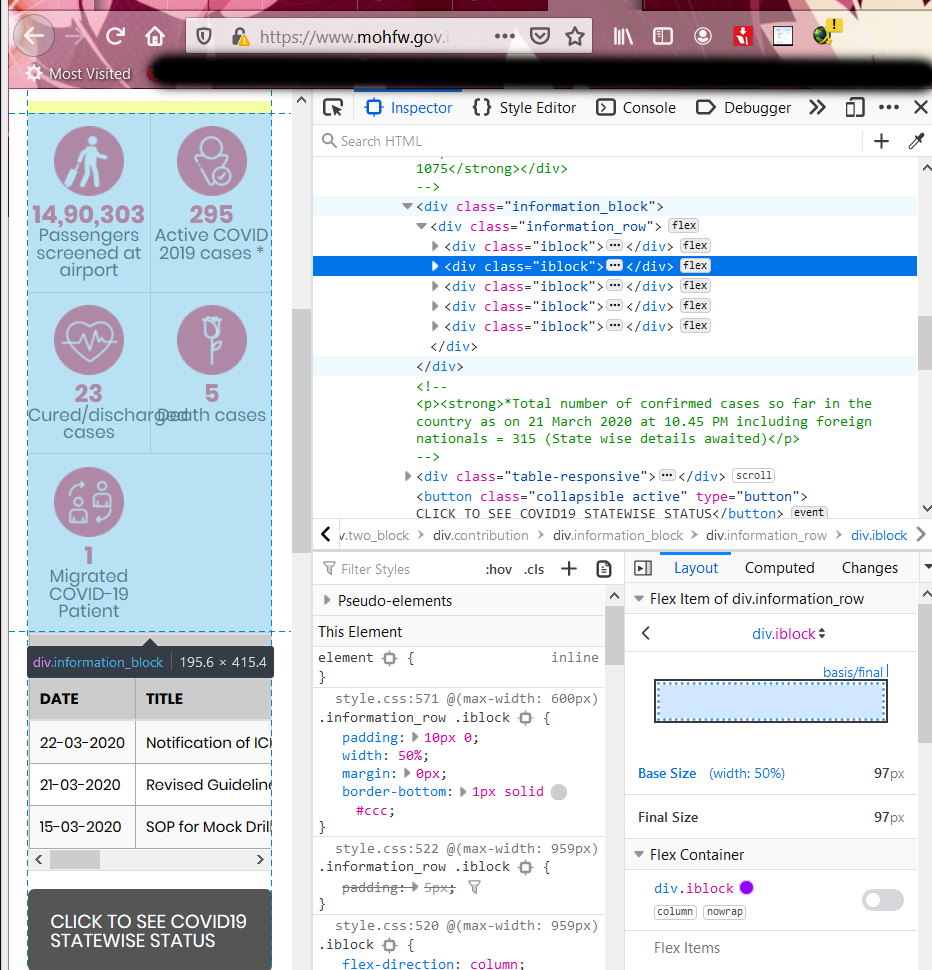 https://www.mohfw.gov.i
Most Visited
14,90,303
Passengers
screened at
airport
295
Active COVID
2019 cases *
23
Cured/discharged
cases
5
Death cases
1
Migrated
COVID-19
Patient
div.information_block 195.6 × 415.4
DATE TITLE
22-03-2020 Notification of IC
21-03-2020 Revised Guideline
15-03-2020 SOP for Mock Dril
CLICK TO SEE COVID19
STATEWISE STATUS
Inspector Style Editor Console Debugger
Search HTML
1075</strong></div>
-->
<div class="information_block">
<div class="information_row"> flex
<div class="iblock">•••</div> flex
<div class="iblock">•••</div> flex
<div class="iblock">•••</div> flex
<div class="iblock">•••</div> flex
<div class="iblock">•••</div> flex
</div>
</div>
<!--
<p><strong>*Total number of confirmed cases so far in the
country as on 21 March 2020 at 10.45 PM including foreign
nationals = 315 (State wise details awaited)</p>
-->
<div class="table-responsive">•••</div> scroll
<button class="collapsible active" type="button">
CLICK TO SEE COVID19 STATEWISE STATUS</button> event
v.two_block div.contribution div.information_block div.information_row div.iblock
Filter Styles :hov .cls
Pseudo-elements
This Element
element { inline
}
style.css:571 @(max-width: 600px)
.information_row .iblock {
padding: 10px 0;
width: 50%;
margin: 0px;
border-bottom: 1px solid
#ccc;
}
style.css:522 @(max-width: 959px)
.information_row .iblock {
padding: 5px;
}
style.css:520 @(max-width: 959px)
.iblock {
flex-direction: column;
Layout Computed Changes
Flex Item of div.information_row
div.iblock
basis/final
Base Size (width: 50%) 97px
Final Size 97px
Flex Container
div.iblock
column nowrap
Flex Items